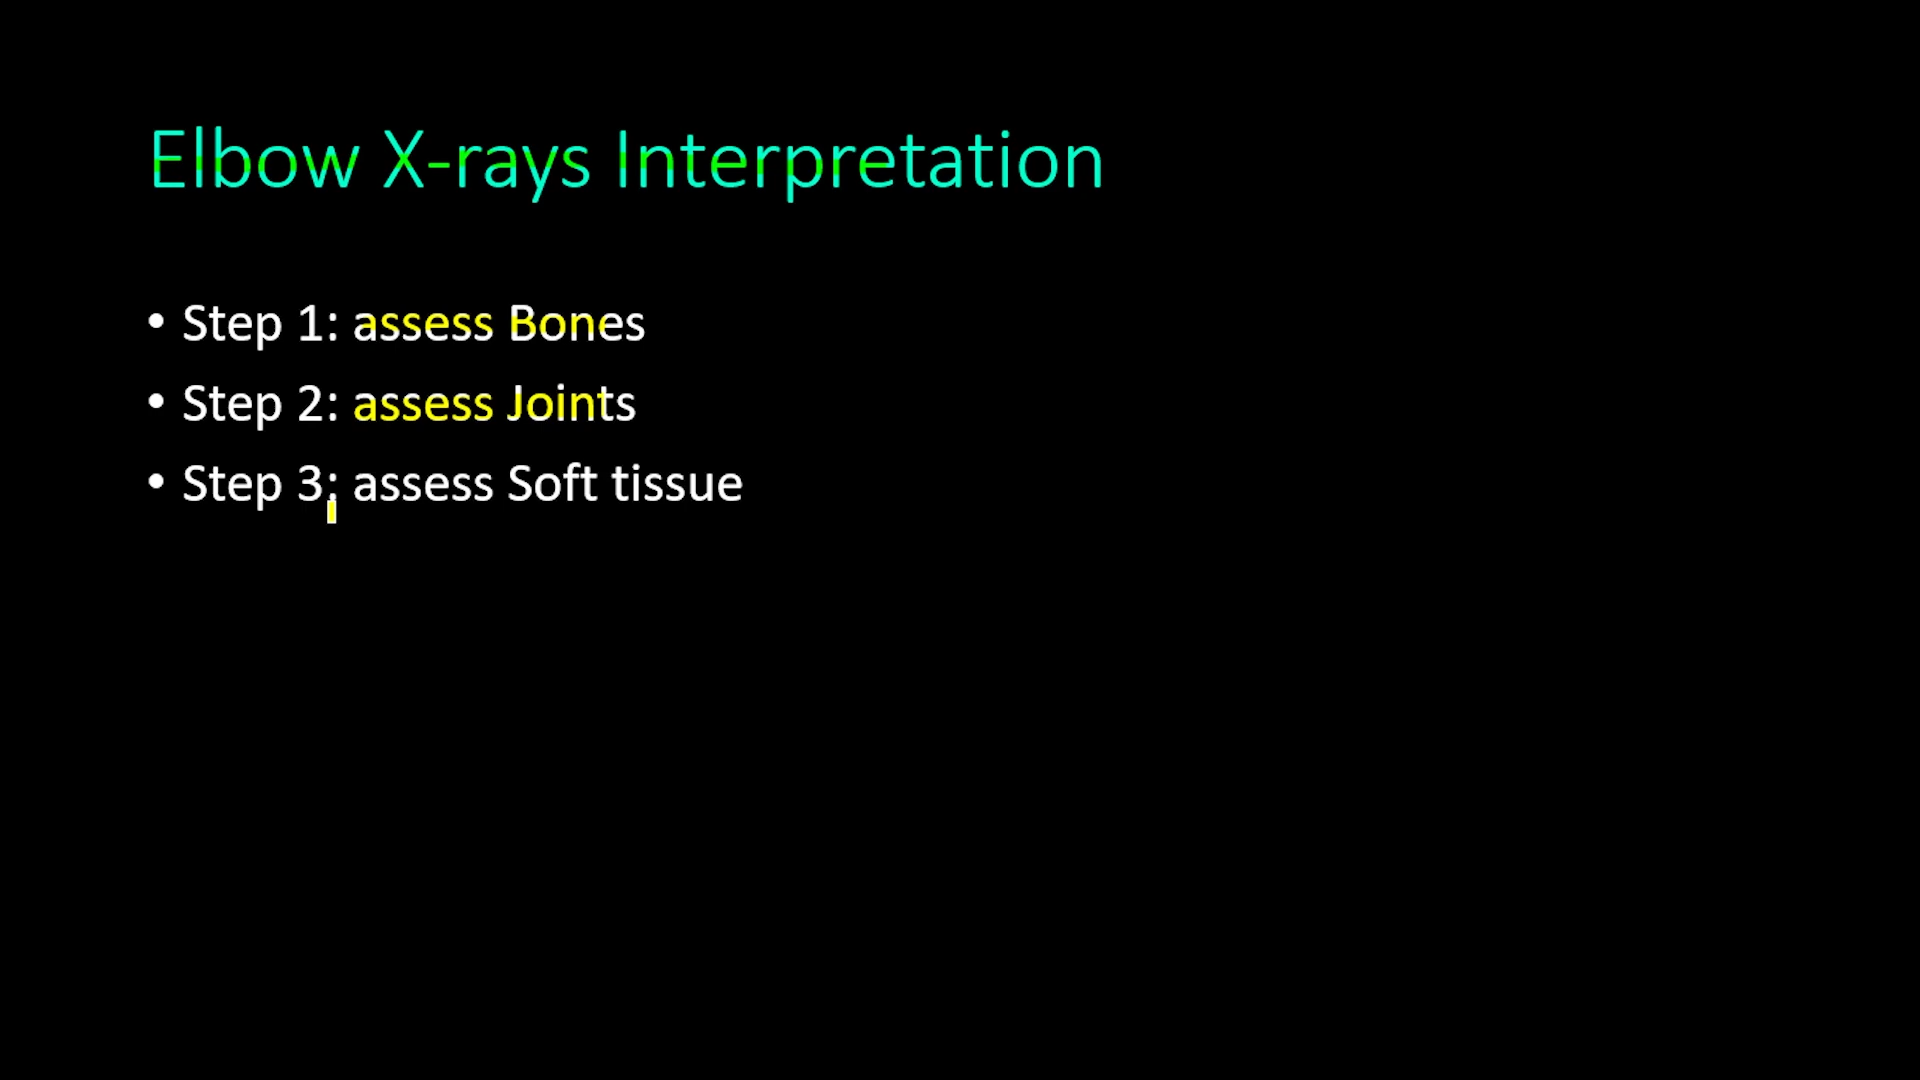 Elbow X-rays Interpretation
• Step 1: assess Bones
• Step 2: assess Joints
• Step 3: assess Soft tissue